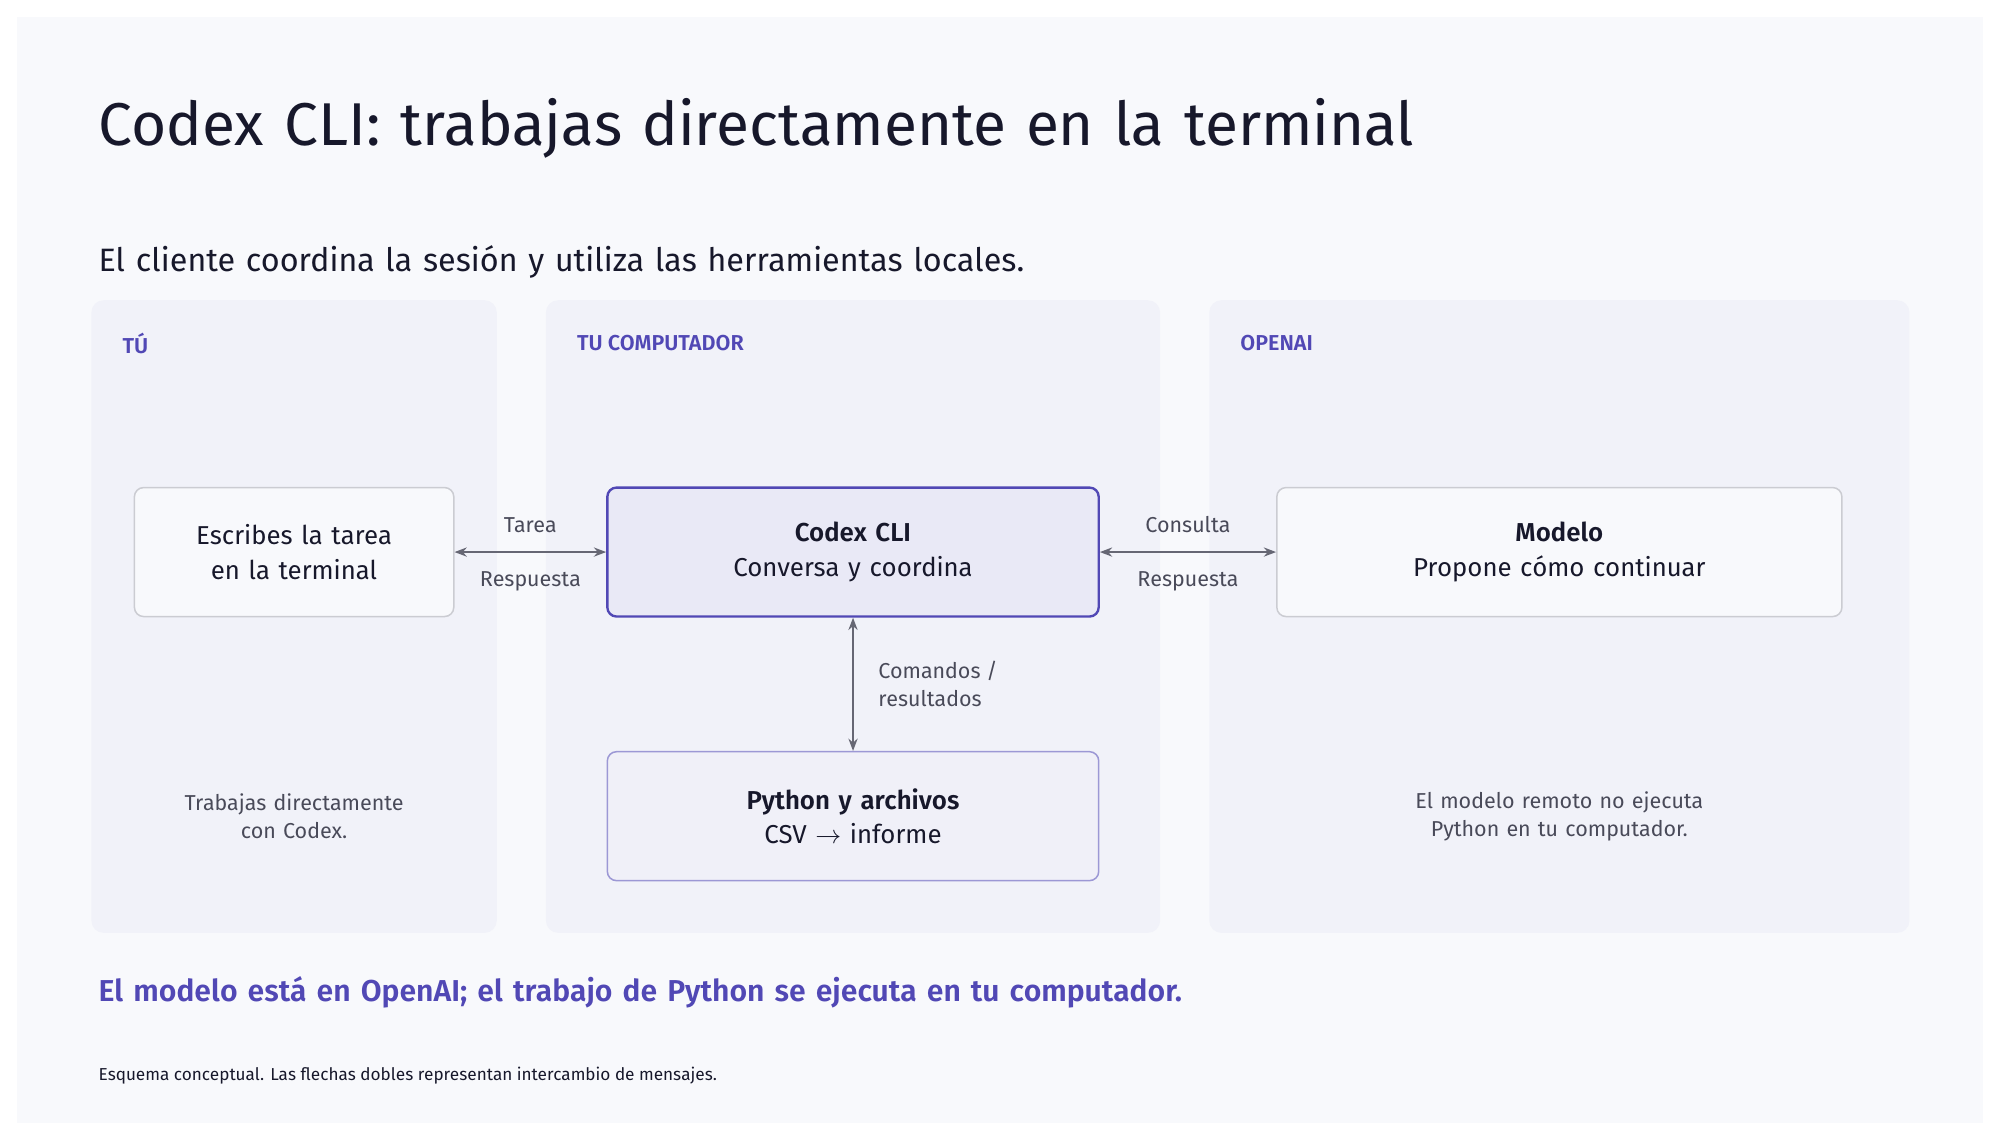 Codex CLI: trabajas directamente en la terminal
El cliente coordina la sesión y utiliza las herramientas locales.
TÚ
Escribes la tarea
en la terminal
Trabajas directamente
con Codex.
Tarea
Respuesta
TU COMPUTADOR
Codex CLI
Conversa y coordina
Comandos /
resultados
Python y archivos
CSV → informe
Consulta
Respuesta
OPENAI
Modelo
Propone cómo continuar
El modelo remoto no ejecuta
Python en tu computador.
El modelo está en OpenAI; el trabajo de Python se ejecuta en tu computador.
Esquema conceptual. Las flechas dobles representan intercambio de mensajes.